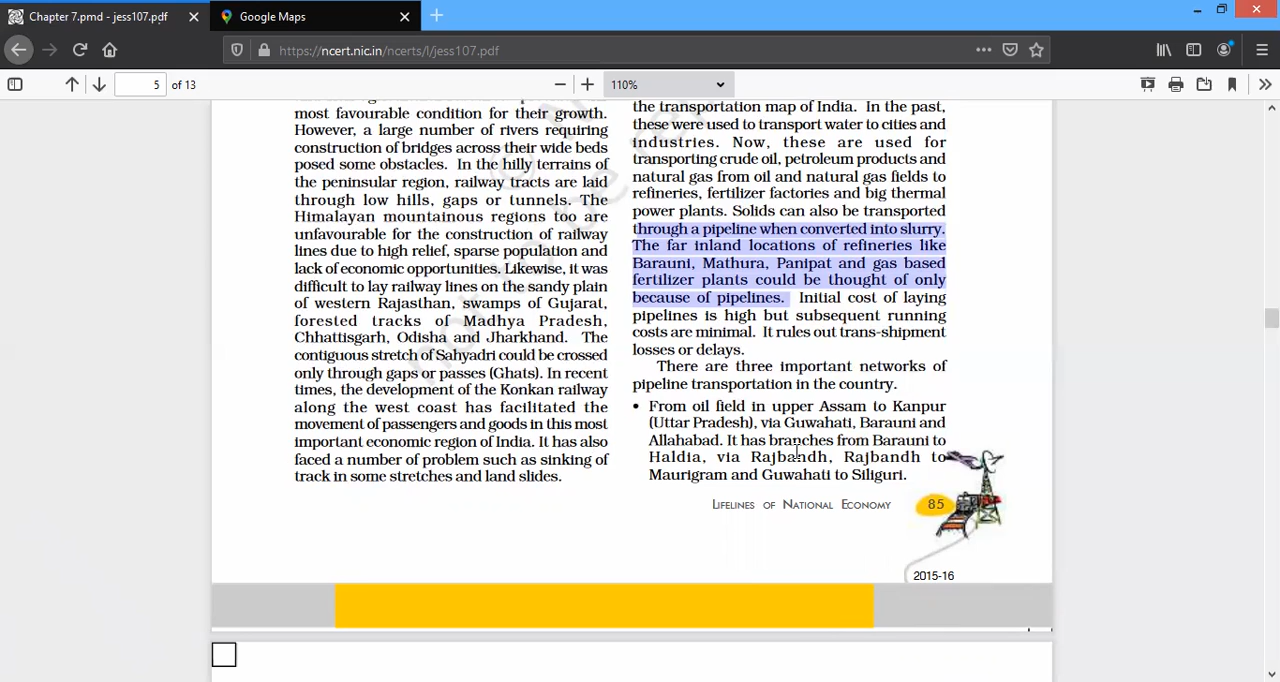 Chapter 7.pmd - jess107.pdf
Google Maps
https://ncert.nic.in/ncerts/l/jess107.pdf
5 of 13
110%
most favourable condition for their growth.
However, a large number of rivers requiring
construction of bridges across their wide beds
posed some obstacles. In the hilly terrains of
the peninsular region, railway tracts are laid
through low hills, gaps or tunnels. The
Himalayan mountainous regions too are
unfavourable for the construction of railway
lines due to high relief, sparse population and
lack of economic opportunities. Likewise, it was
difficult to lay railway lines on the sandy plain
of western Rajasthan, swamps of Gujarat,
forested tracks of Madhya Pradesh,
Chhattisgarh, Odisha and Jharkhand. The
contiguous stretch of Sahyadri could be crossed
only through gaps or passes (Ghats). In recent
times, the development of the Konkan railway
along the west coast has facilitated the
movement of passengers and goods in this most
important economic region of India. It has also
faced a number of problem such as sinking of
track in some stretches and land slides.
the transportation map of India. In the past,
these were used to transport water to cities and
industries. Now, these are used for
transporting crude oil, petroleum products and
natural gas from oil and natural gas fields to
refineries, fertilizer factories and big thermal
power plants. Solids can also be transported
through a pipeline when converted into slurry.
The far inland locations of refineries like
Barauni, Mathura, Panipat and gas based
fertilizer plants could be thought of only
because of pipelines. Initial cost of laying
pipelines is high but subsequent running
costs are minimal. It rules out trans-shipment
losses or delays.
There are three important networks of
pipeline transportation in the country.
• From oil field in upper Assam to Kanpur
(Uttar Pradesh), via Guwahati, Barauni and
Allahabad. It has branches from Barauni to
Haldia, via Rajbandh, Rajbandh to
Maurigram and Guwahati to Siliguri.
Lifelines of National Economy
85
2015-16